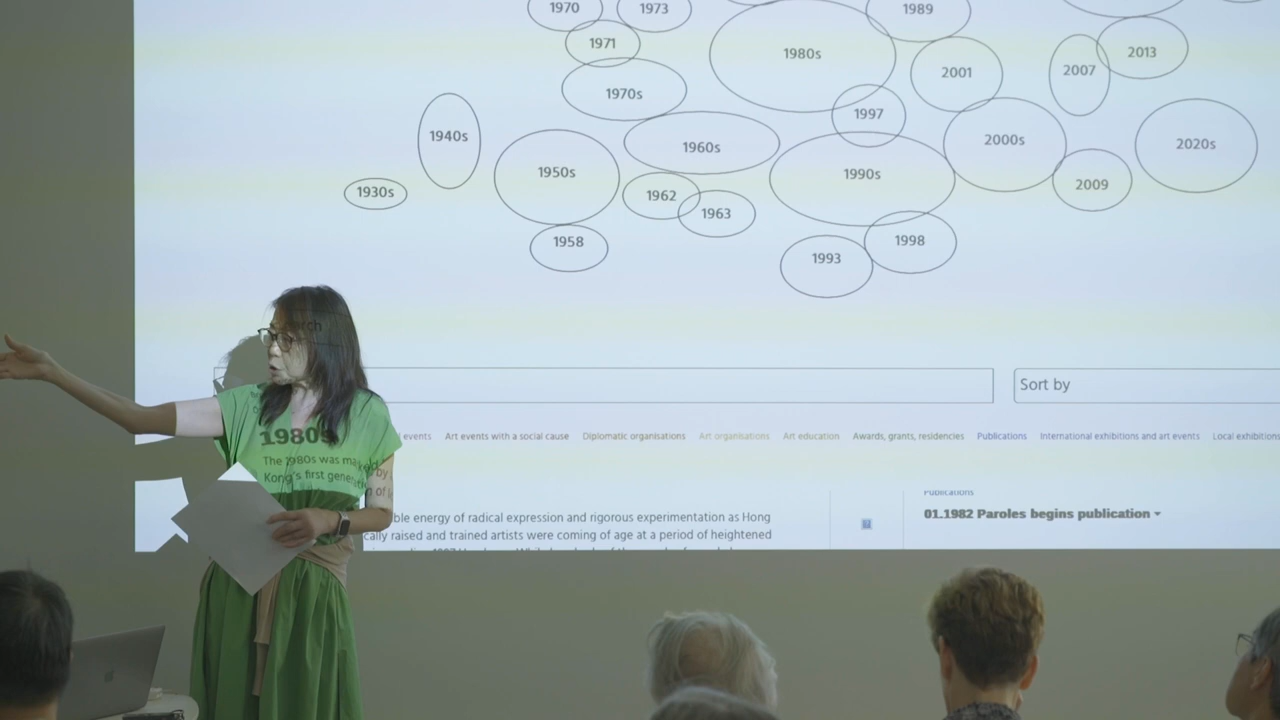 1970
1973
1989
1971
1980s
2013
2007
2001
1970s
1997
1940s
1960s
2000s
2020s
1950s
1990s
1930s
1962
2009
1963
1958
1998
1993
Sort by
events
Art events with a social cause
Diplomatic organisations
Art organisations
Art education
Awards, grants, residencies
Publications
International exhibitions and art events
Local exhibitions
1980s
The 1980s was marked by
Kong's first generation
of
Publications
01.1982 Paroles begins publication
ble energy of radical expression and rigorous experimentation as Hong
cally raised and trained artists were coming of age at a period of heightened